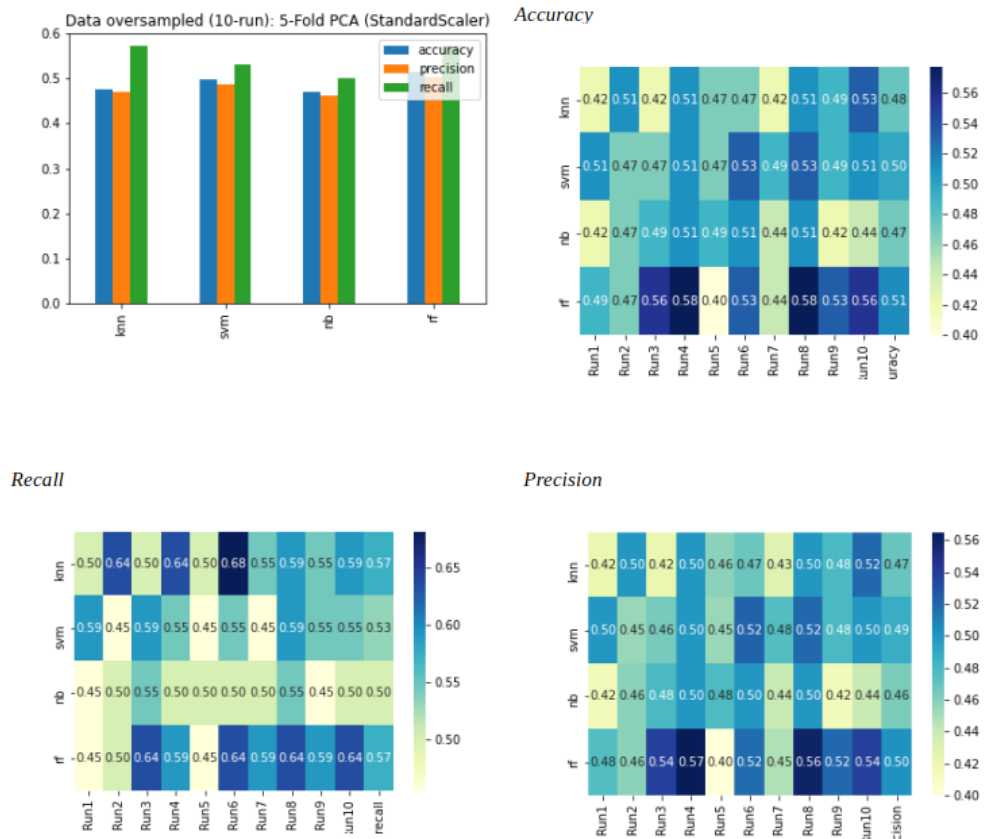 Data oversampled (10-run): 5-Fold PCA (StandardScaler)
0.6
0.5
0.4
0.3
0.2
0.1
0.0
accuracy
precision
recall
knn svm nb rf
Accuracy
knn 0.42 0.51 0.42 0.51 0.47 0.47 0.42 0.51 0.49 0.53 0.48
svm 0.51 0.47 0.47 0.51 0.47 0.53 0.49 0.53 0.49 0.51 0.50
nb 0.42 0.47 0.49 0.51 0.49 0.51 0.44 0.51 0.42 0.44 0.47
rf 0.49 0.47 0.56 0.58 0.40 0.53 0.44 0.58 0.53 0.56 0.51
Run1 Run2 Run3 Run4 Run5 Run6 Run7 Run8 Run9 un10 uracy
0.56
0.54
0.52
0.50
0.48
0.46
0.44
0.42
0.40
Recall
knn 0.50 0.64 0.50 0.64 0.50 0.68 0.55 0.59 0.55 0.59 0.57
svm 0.59 0.45 0.59 0.55 0.45 0.55 0.45 0.59 0.55 0.55 0.53
nb 0.45 0.50 0.55 0.50 0.50 0.50 0.50 0.55 0.45 0.50 0.50
rf 0.45 0.50 0.64 0.59 0.45 0.64 0.59 0.64 0.59 0.64 0.57
Run1 Run2 Run3 Run4 Run5 Run6 Run7 Run8 Run9 un10 recall
0.65
0.60
0.55
0.50
Precision
knn 0.42 0.50 0.42 0.50 0.46 0.47 0.43 0.50 0.48 0.52 0.47
svm 0.50 0.45 0.46 0.50 0.45 0.52 0.48 0.52 0.48 0.50 0.49
nb 0.42 0.46 0.48 0.50 0.48 0.50 0.44 0.50 0.42 0.44 0.46
rf 0.48 0.46 0.54 0.57 0.40 0.52 0.45 0.56 0.52 0.54 0.50
Run1 Run2 Run3 Run4 Run5 Run6 Run7 Run8 Run9 un10 cision
0.56
0.54
0.52
0.50
0.48
0.46
0.44
0.42
0.40